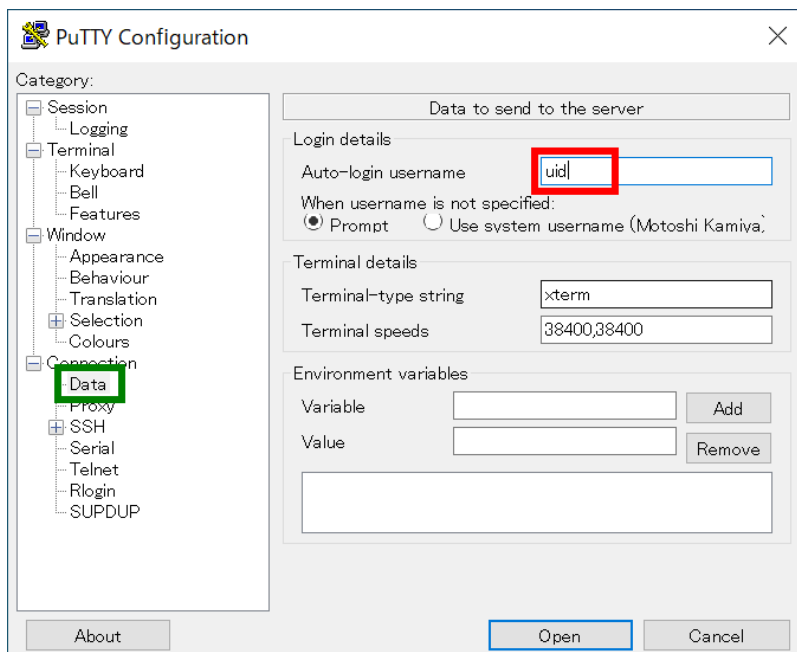 PuTTY Configuration
Category:
Session
Logging
Terminal
Keyboard
Bell
Features
Window
Appearance
Behaviour
Translation
Selection
Colours
Connection
Data
Proxy
SSH
Serial
Telnet
Rlogin
SUPDUP
Data to send to the server
Login details
Auto-login username
uid
When username is not specified:
Prompt Use system username (Motoshi Kamiya)
Terminal details
Terminal-type string xterm
Terminal speeds 38400,38400
Environment variables
Variable Add
Value Remove
About Open Cancel